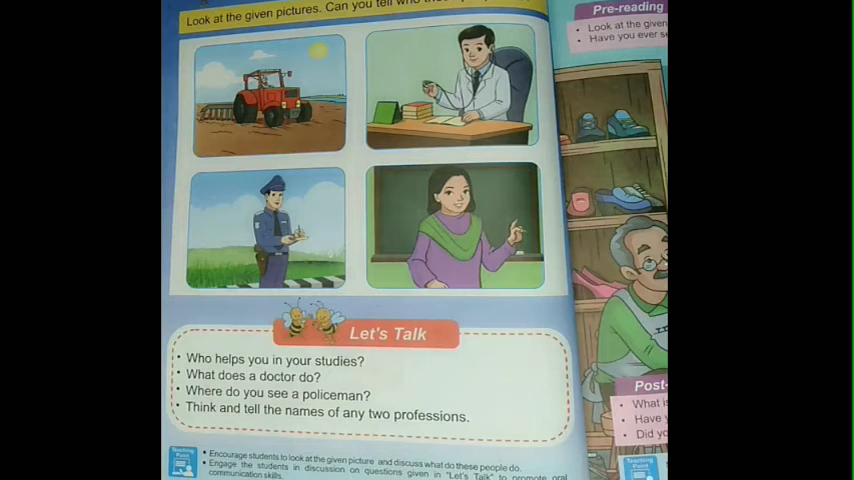 Look at the given pictures. Can you tell who
Let's Talk
• Who helps you in your studies?
• What does a doctor do?
• Where do you see a policeman?
• Think and tell the names of any two professions.
Teaching Point
• Encourage students to look at the given picture and discuss what do these people do.
• Engage the students in discussion on questions given in "Let's Talk" to promote oral
communication skills.
Pre-reading
• Look at the given
• Have you ever
Post-
• What is
• Have
• Did
Teaching Point